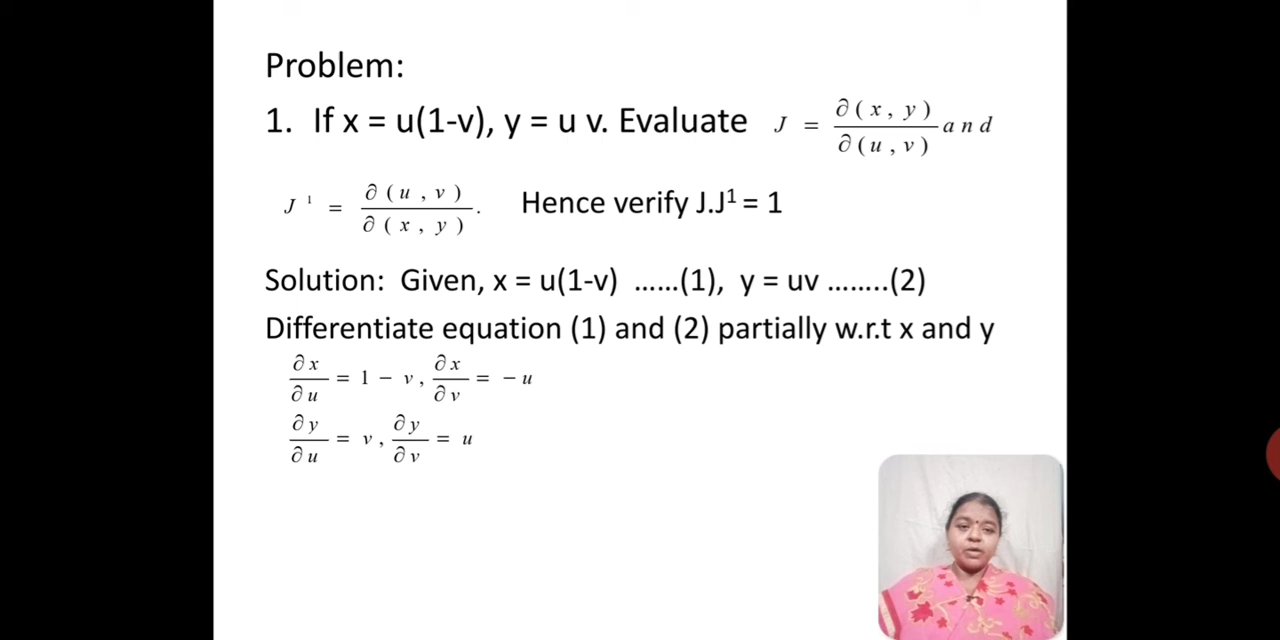 Problem:
1. If x = u(1-v), y = u v. Evaluate J = ∂(x, y)/∂(u, v) and
J¹ = ∂(u, v)/∂(x, y). Hence verify J.J¹ = 1
Solution: Given, x = u(1-v) ......(1), y = uv ........(2)
Differentiate equation (1) and (2) partially w.r.t x and y
∂x/∂u = 1 − v, ∂x/∂v = − u
∂y/∂u = v, ∂y/∂v = u